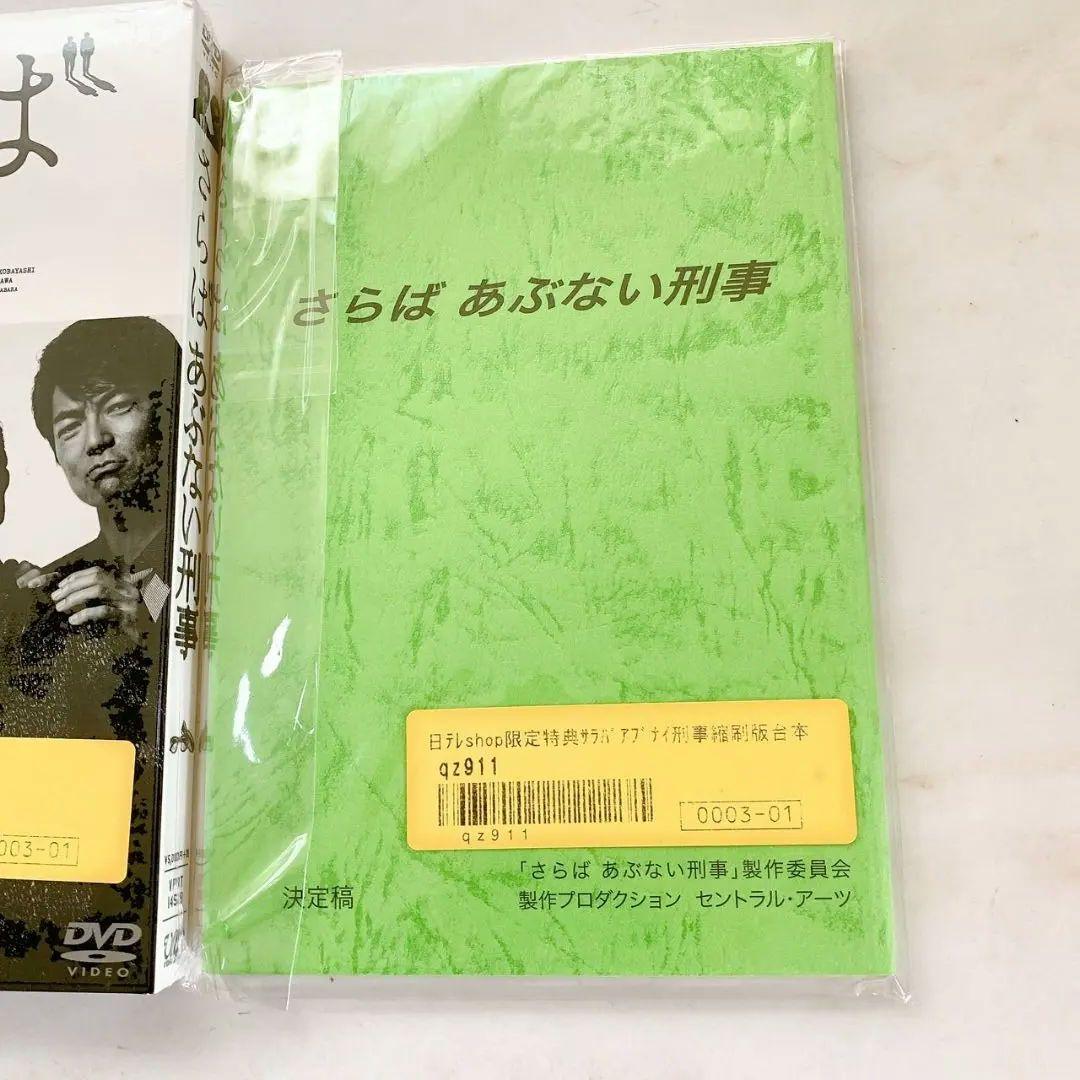 ば
KOBAYASHI
さらば あぶない刑事
003-01
DVD
VIDEO
さらば あぶない刑事
日テレshop限定特典ｻﾗﾊﾞｱﾌﾞﾅｲ刑事縮刷版台本
qz911
qz911
0003-01
決定稿
「さらば あぶない刑事」製作委員会
製作プロダクション セントラル・アーツ